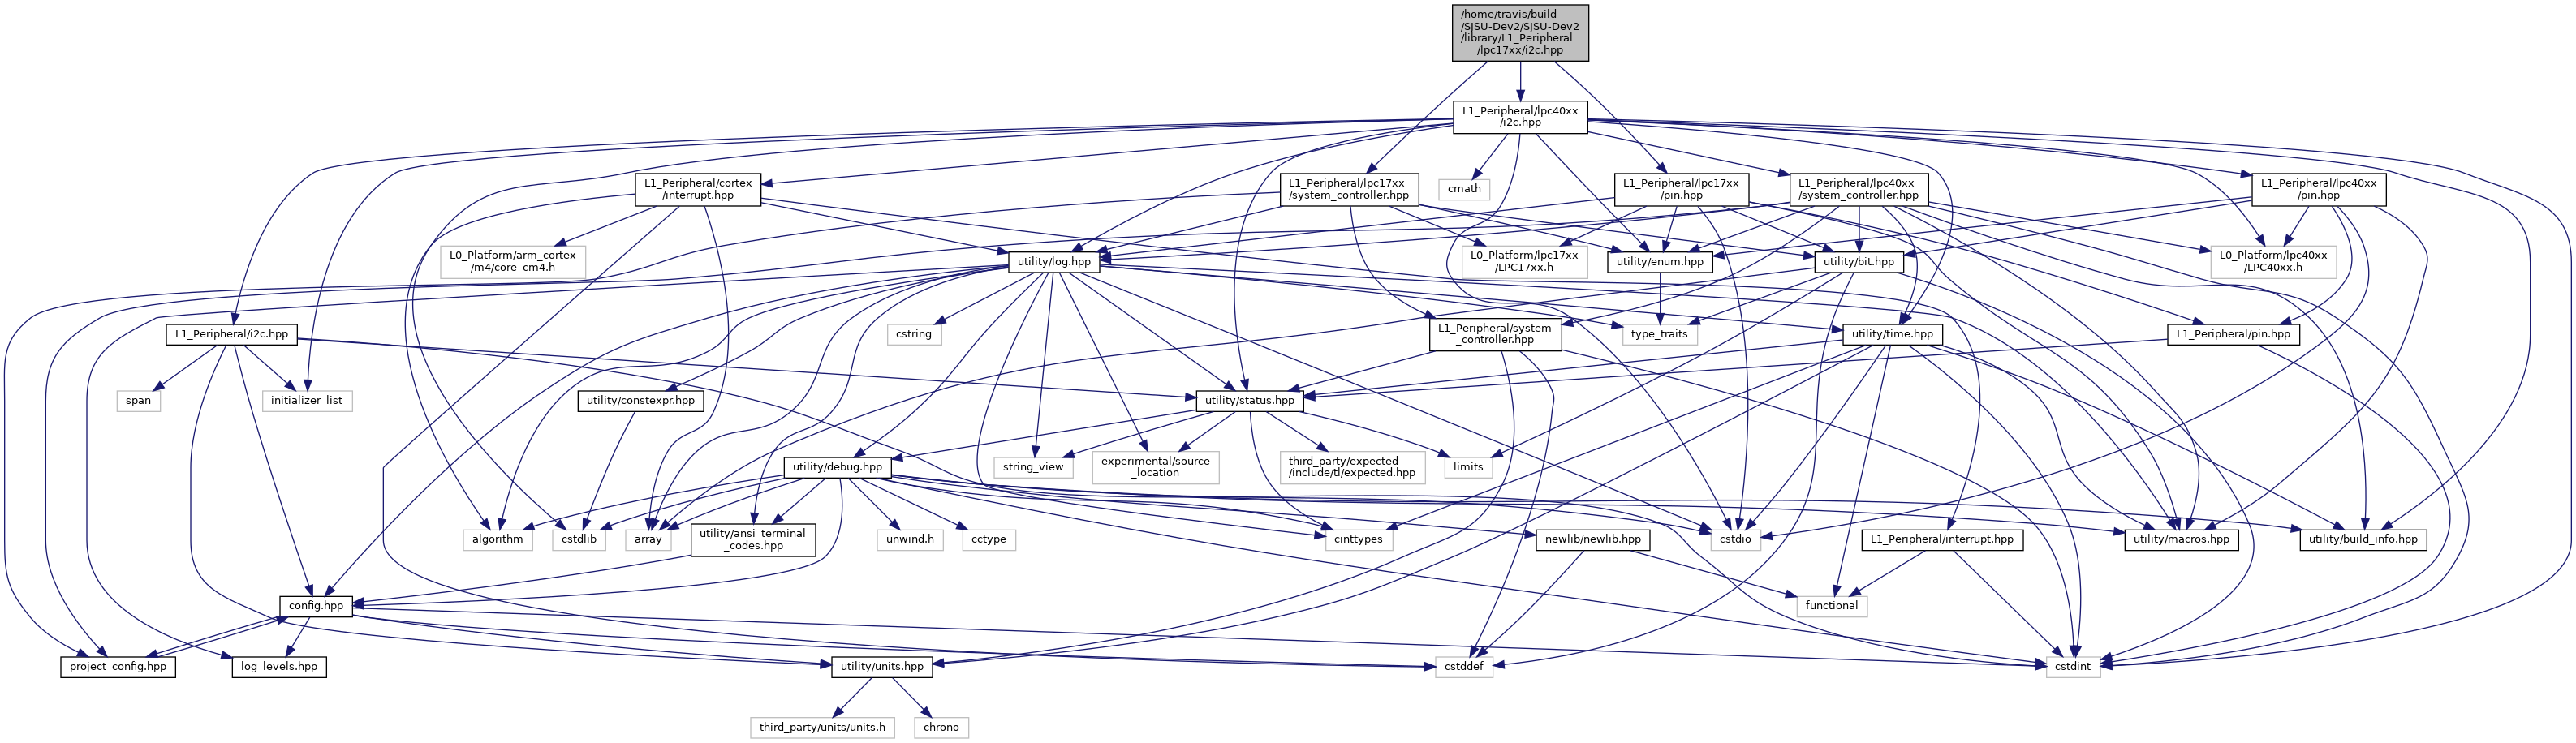 /home/travis/build
/SJSU-Dev2/SJSU-Dev2
/library/L1_Peripheral
/lpc17xx/i2c.hpp
L1_Peripheral/lpc40xx
/i2c.hpp
L1_Peripheral/cortex
/interrupt.hpp
L1_Peripheral/lpc17xx
/system_controller.hpp
cmath
L1_Peripheral/lpc17xx
/pin.hpp
L1_Peripheral/lpc40xx
/system_controller.hpp
L1_Peripheral/lpc40xx
/pin.hpp
L0_Platform/arm_cortex
/m4/core_cm4.h
utility/log.hpp
L0_Platform/lpc17xx
/LPC17xx.h
utility/enum.hpp
utility/bit.hpp
L0_Platform/lpc40xx
/LPC40xx.h
L1_Peripheral/i2c.hpp
cstring
L1_Peripheral/system
_controller.hpp
type_traits
utility/time.hpp
L1_Peripheral/pin.hpp
span
initializer_list
utility/constexpr.hpp
utility/status.hpp
utility/debug.hpp
string_view
experimental/source
_location
third_party/expected
/include/tl/expected.hpp
limits
algorithm
cstdlib
array
utility/ansi_terminal
_codes.hpp
unwind.h
cctype
cinttypes
newlib/newlib.hpp
cstdio
L1_Peripheral/interrupt.hpp
utility/macros.hpp
utility/build_info.hpp
config.hpp
functional
project_config.hpp
log_levels.hpp
utility/units.hpp
cstddef
cstdint
third_party/units/units.h
chrono